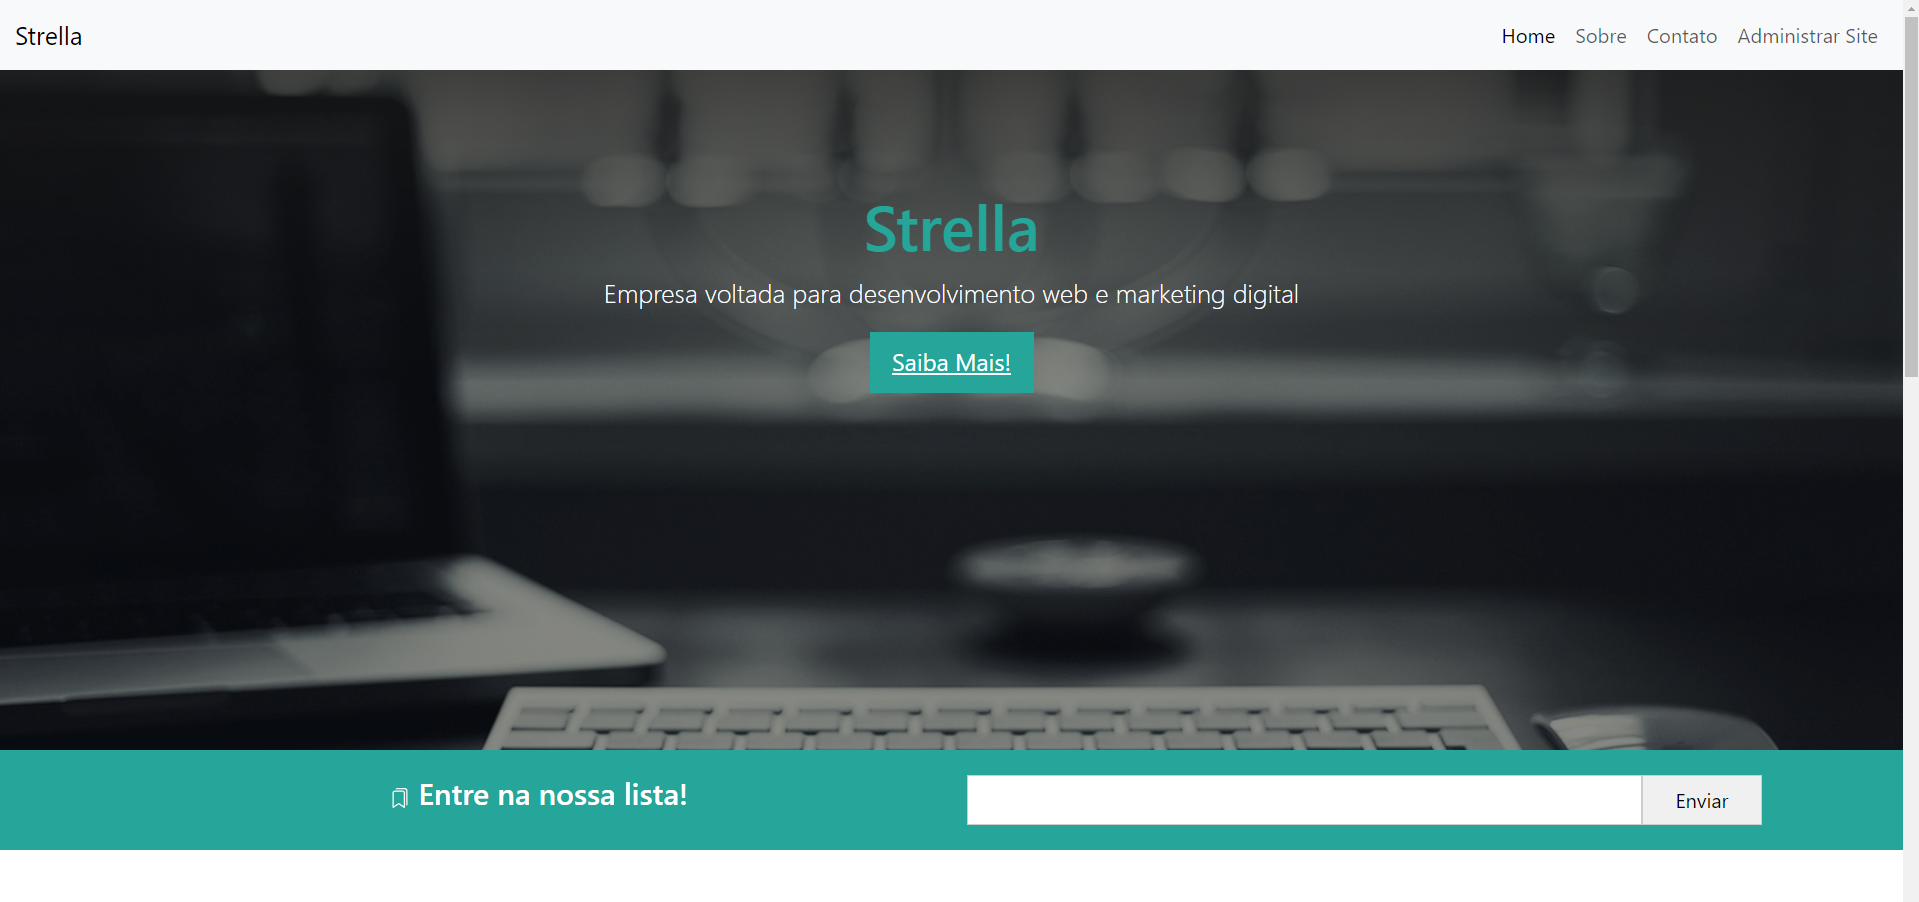 Strella
Home Sobre Contato Administrar Site
Strella
Empresa voltada para desenvolvimento web e marketing digital
Saiba Mais!
Entre na nossa lista!
Enviar